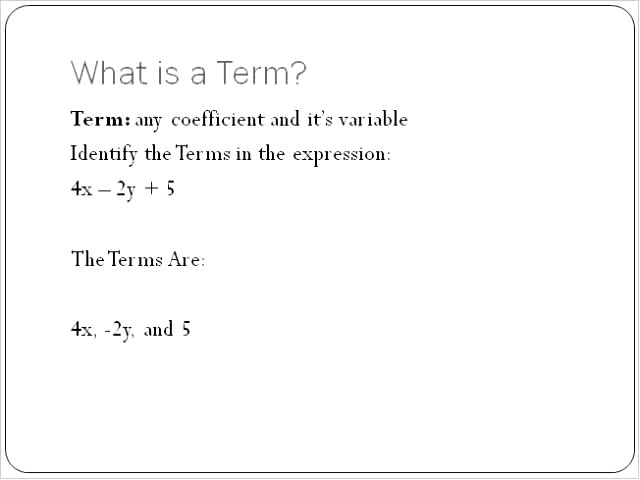 What is a Term?
Term: any coefficient and it's variable
Identify the Terms in the expression:
4x – 2y + 5
The Terms Are:
4x, -2y, and 5